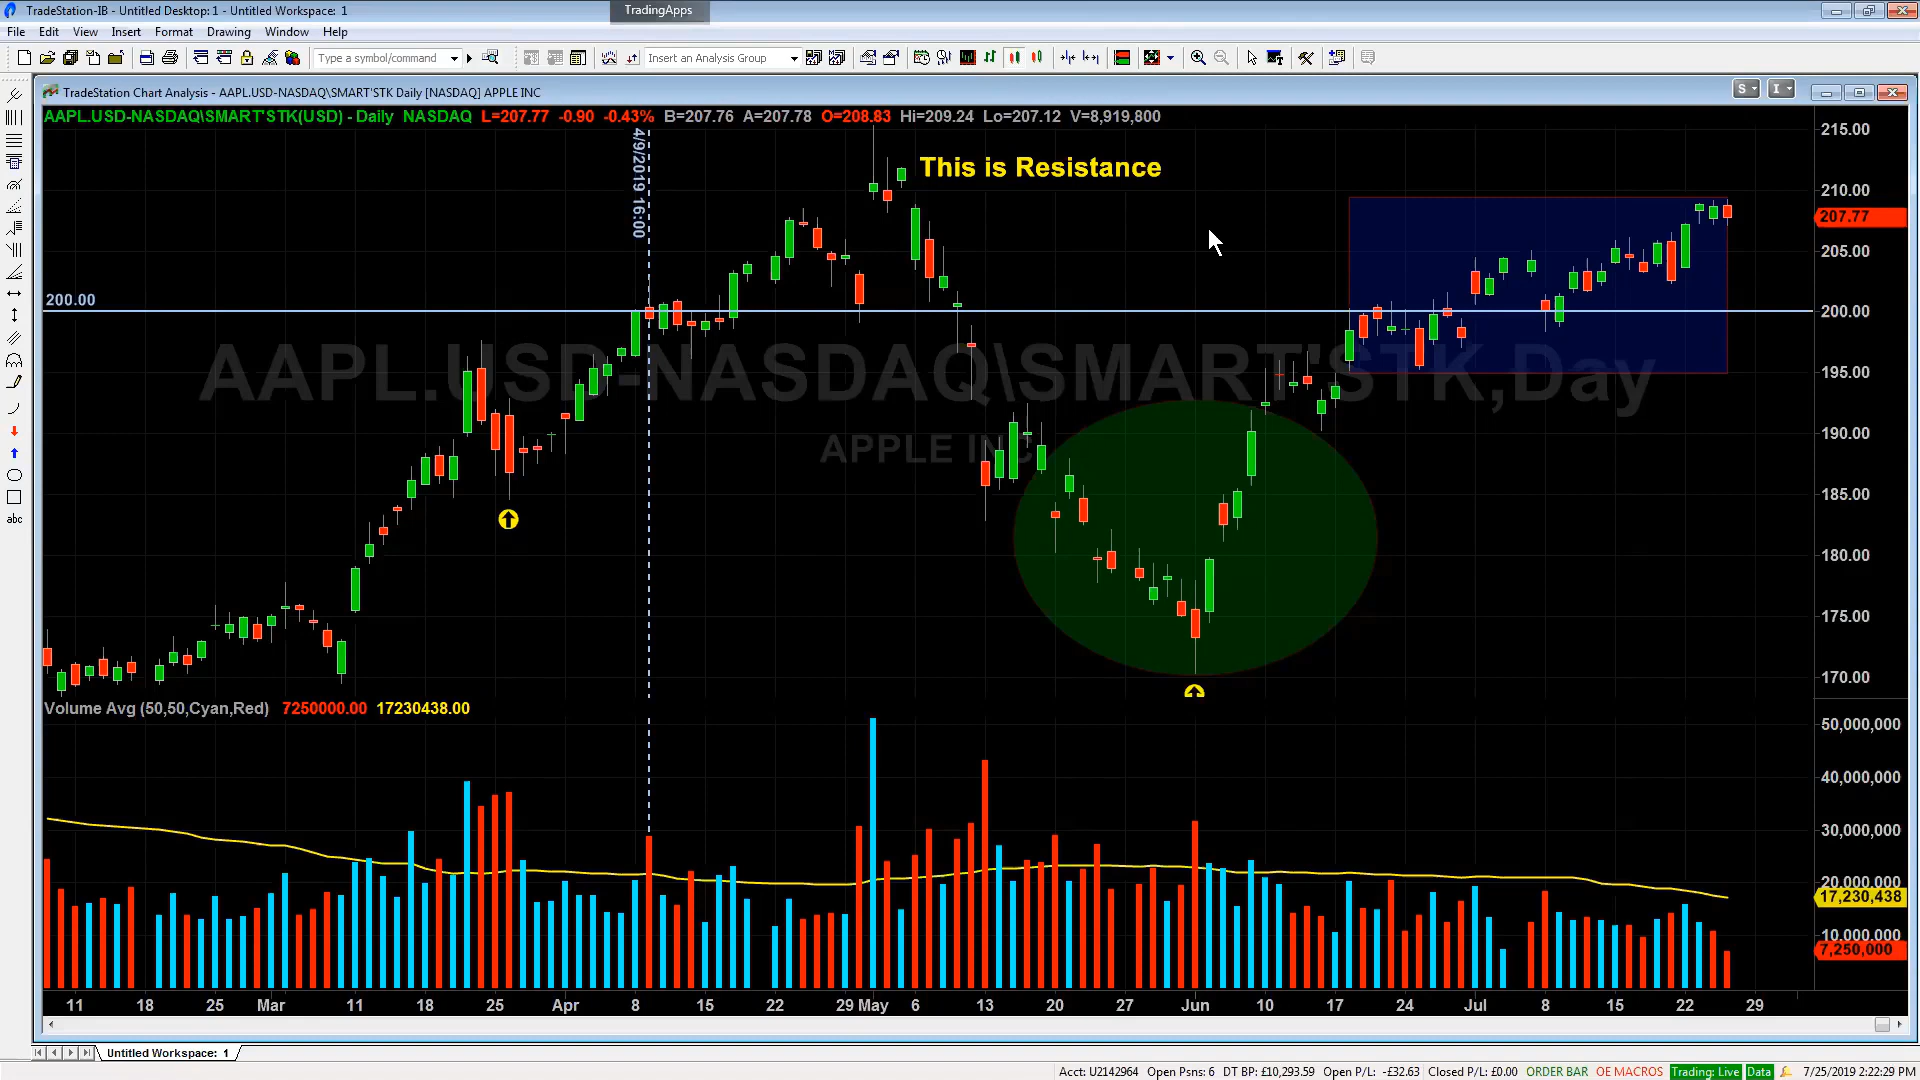 TradeStation-IB - Untitled Desktop: 1 - Untitled Workspace: 1
TradingApps
File Edit View Insert Format Drawing Window Help
Type a symbol/command
Insert an Analysis Group
TradeStation Chart Analysis - AAPL.USD-NASDAQ\SMART'STK Daily [NASDAQ] APPLE INC
S I
AAPL.USD-NASDAQ\SMART'STK(USD) - Daily NASDAQ L=207.77 -0.90 -0.43% B=207.76 A=207.78 O=208.83 Hi=209.24 Lo=207.12 V=8,919,800
4/9/2019 16:00
This is Resistance
215.00
210.00
207.77
205.00
200.00
200.00
195.00
190.00
185.00
180.00
175.00
170.00
AAPL.USD-NASDAQ\SMART'STK,Day
APPLE INC
abc
Volume Avg (50,50,Cyan,Red) 7250000.00 17230438.00
50,000,000
40,000,000
30,000,000
20,000,000
17,230,438
10,000,000
7,250,000
11 18 25 Mar 11 18 25 Apr 8 15 22 29 May 6 13 20 27 Jun 10 17 24 Jul 8 15 22 29
Untitled Workspace: 1
Acct: U2142964 Open Psns: 6 DT BP: £10,293.59 Open P/L: -£32.63 Closed P/L: £0.00 ORDER BAR OE MACROS Trading: Live Data 7/25/2019 2:22:29 PM